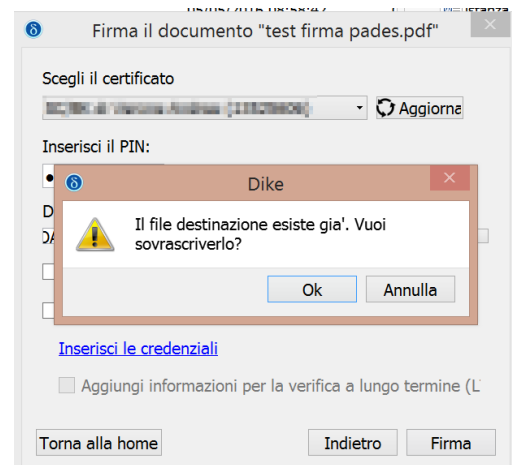 Firma il documento "test firma pades.pdf"
Scegli il certificato
Aggiorna
Inserisci il PIN:
Dike
Il file destinazione esiste gia'. Vuoi
sovrascriverlo?
Ok Annulla
Inserisci le credenziali
Aggiungi informazioni per la verifica a lungo termine (L
Torna alla home Indietro Firma